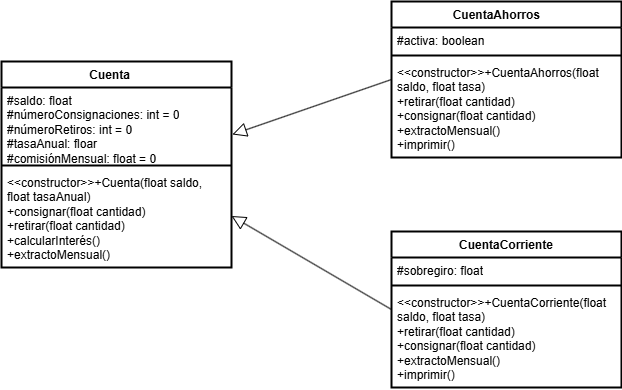 Cuenta
#saldo: float
#númeroConsignaciones: int = 0
#númeroRetiros: int = 0
#tasaAnual: floar
#comisiónMensual: float = 0
<<constructor>>+Cuenta(float saldo,
float tasaAnual)
+consignar(float cantidad)
+retirar(float cantidad)
+calcularInterés()
+extractoMensual()
CuentaAhorros
#activa: boolean
<<constructor>>+CuentaAhorros(float
saldo, float tasa)
+retirar(float cantidad)
+consignar(float cantidad)
+extractoMensual()
+imprimir()
CuentaCorriente
#sobregiro: float
<<constructor>>+CuentaCorriente(float
saldo, float tasa)
+retirar(float cantidad)
+consignar(float cantidad)
+extractoMensual()
+imprimir()